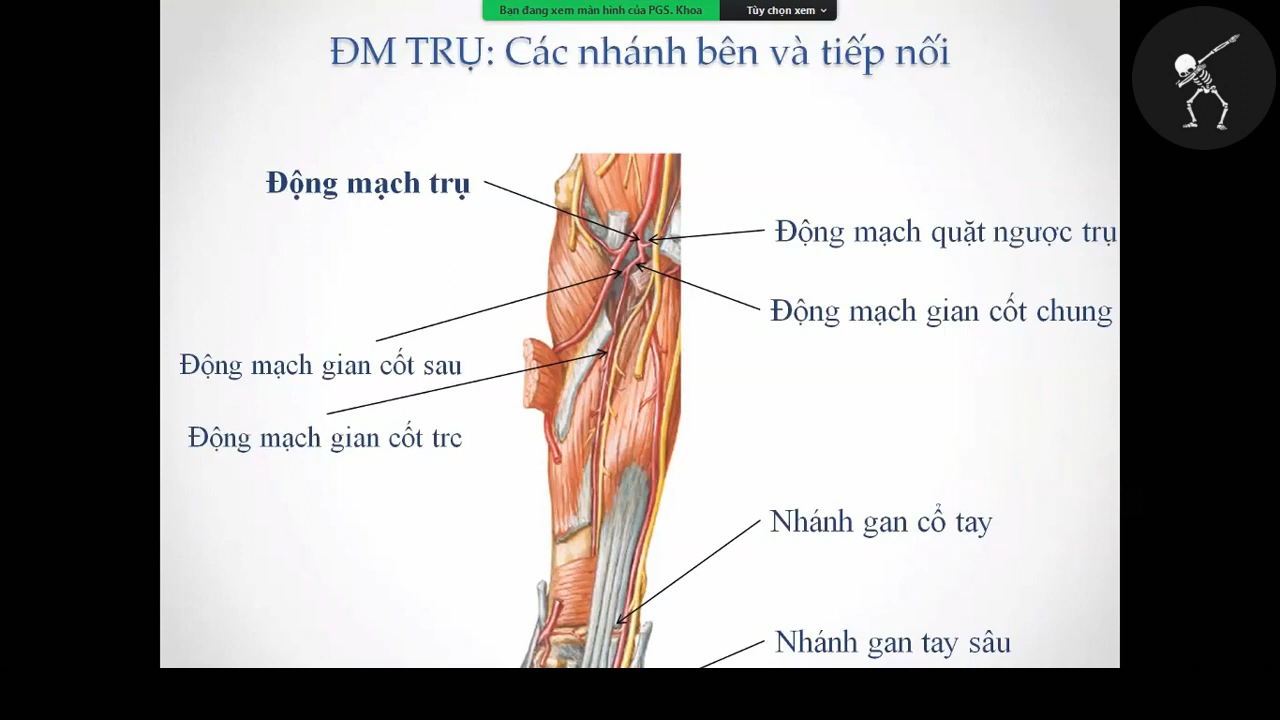 Bạn đang xem màn hình của PGS. Khoa
Tùy chọn xem
ĐM TRỤ: Các nhánh bên và tiếp nối
Động mạch trụ
Động mạch quặt ngược trụ
Động mạch gian cốt chung
Động mạch gian cốt sau
Động mạch gian cốt trc
Nhánh gan cổ tay
Nhánh gan tay sâu